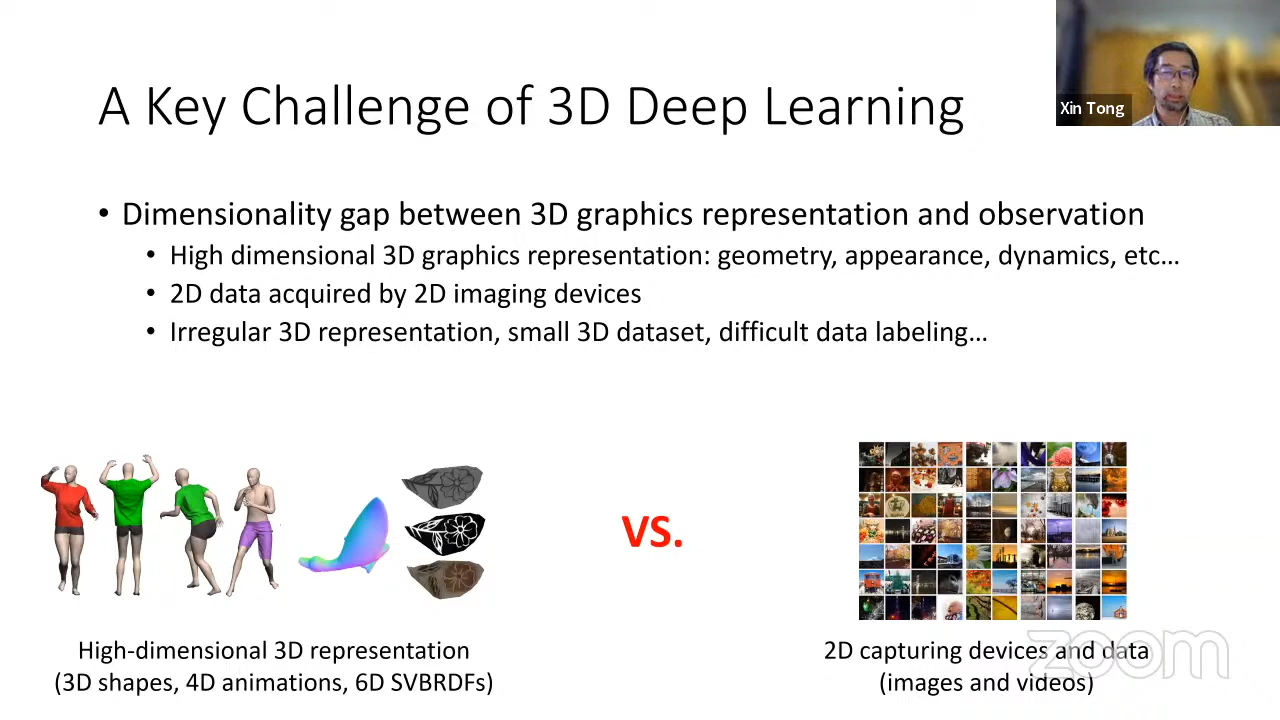 A Key Challenge of 3D Deep Learning
Xin Tong
• Dimensionality gap between 3D graphics representation and observation
• High dimensional 3D graphics representation: geometry, appearance, dynamics, etc…
• 2D data acquired by 2D imaging devices
• Irregular 3D representation, small 3D dataset, difficult data labeling…
VS.
High-dimensional 3D representation
(3D shapes, 4D animations, 6D SVBRDFs)
2D capturing devices and data
(images and videos)
zoom